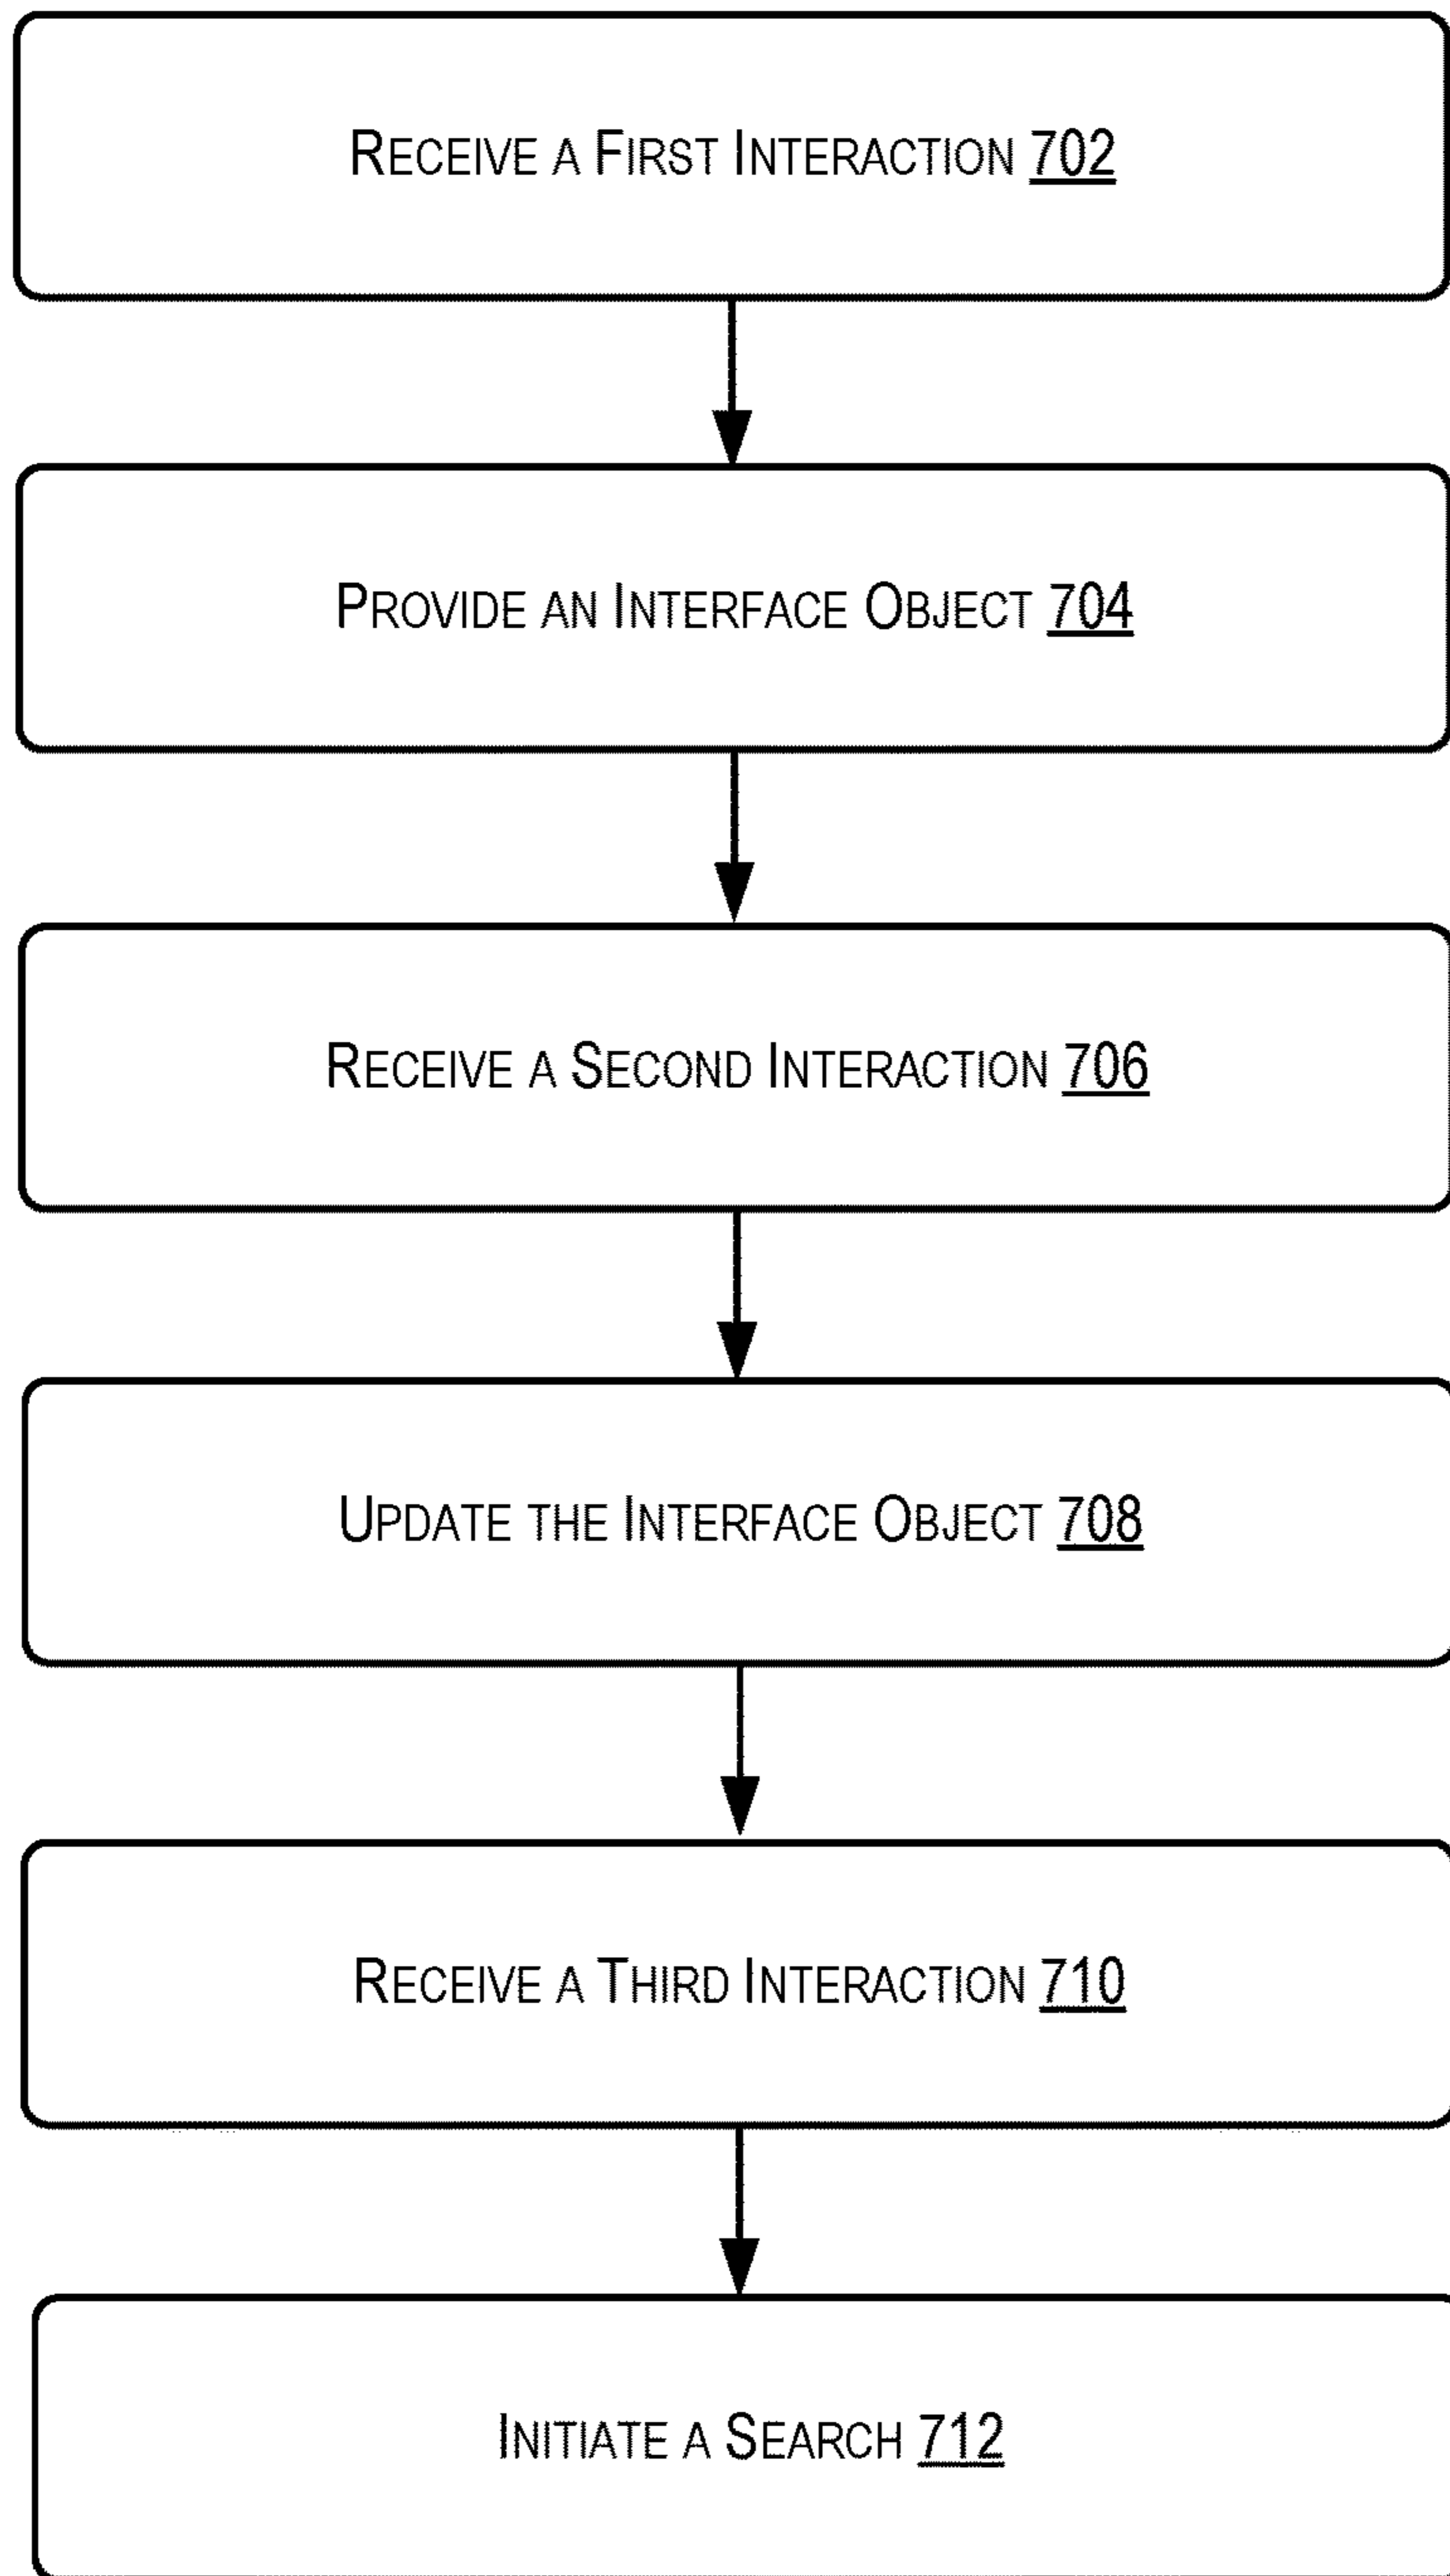 RECEIVE A FIRST INTERACTION 702
PROVIDE AN INTERFACE OBJECT 704
RECEIVE A SECOND INTERACTION 706
UPDATE THE INTERFACE OBJECT 708
RECEIVE A THIRD INTERACTION 710
INITIATE A SEARCH 712